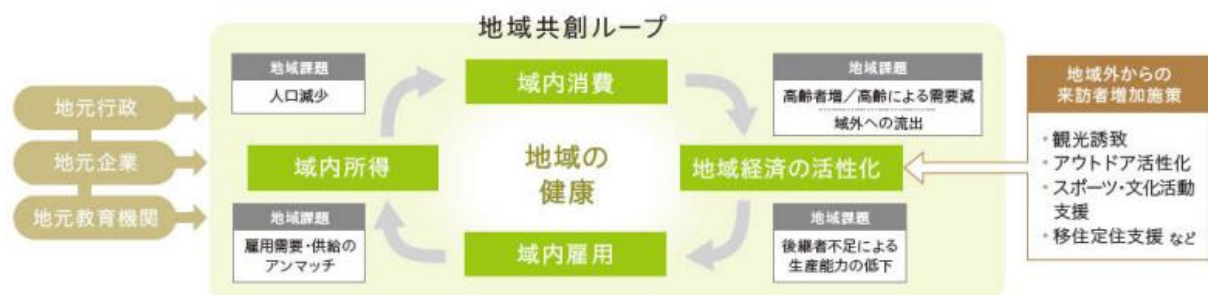 地域共創ループ
地元行政
地元企業
地元教育機関
地域課題
人口減少
域内消費
地域課題
高齢者増／高齢による需要減
域外への流出
域内所得
地域の
健康
地域経済の活性化
地域課題
雇用需要・供給の
アンマッチ
域内雇用
地域課題
後継者不足による
生産能力の低下
地域外からの
来訪者増加施策
・観光誘致
・アウトドア活性化
・スポーツ・文化活動
支援
・移住定住支援 など